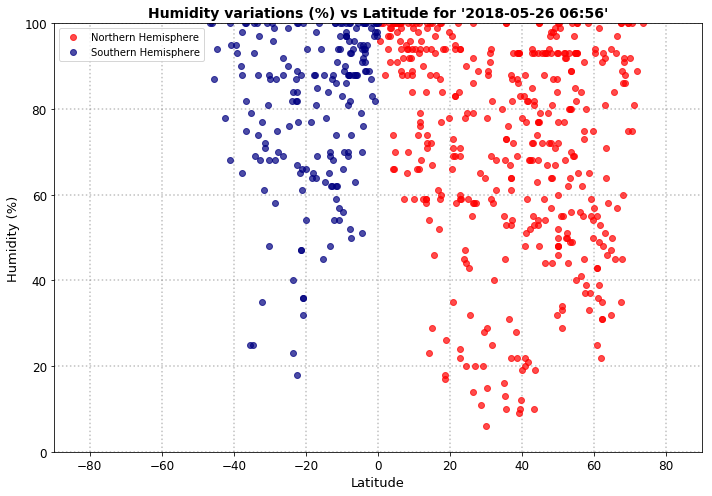 Humidity variations (%) vs Latitude for '2018-05-26 06:56'
Northern Hemisphere
Southern Hemisphere
Humidity (%)
100
80
60
40
20
0
−80 −60 −40 −20 0 20 40 60 80
Latitude